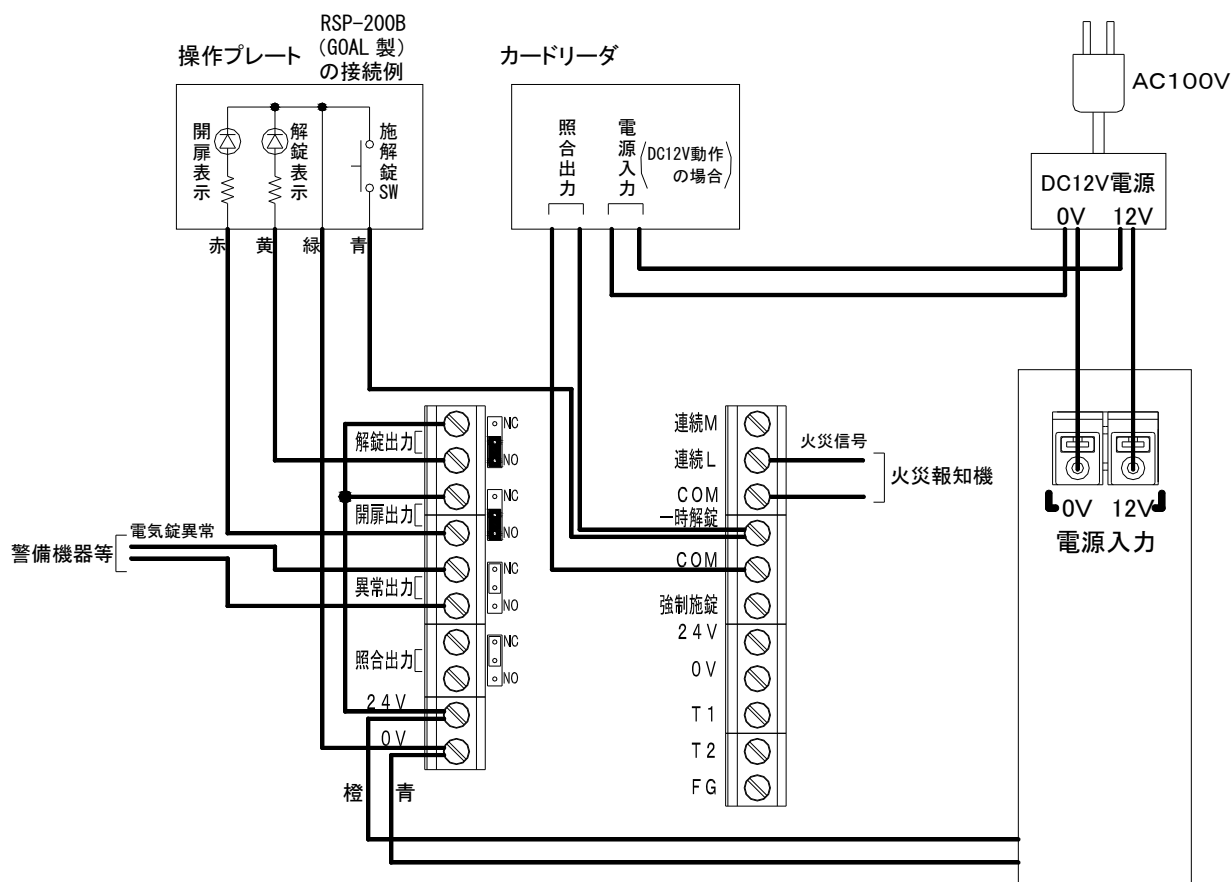 RSP-200B
(GOAL 製)
の接続例
操作プレート
開扉表示
解錠表示
施解錠SW
赤
黄
緑
青
カードリーダ
照合出力
電源入力
(DC12V動作
の場合)
AC100V
DC12V電源
0V 12V
解錠出力
NC
NO
開扉出力
NC
NO
電気錠異常
警備機器等
異常出力
NC
NO
照合出力
NC
NO
24V
0V
橙
青
連続M
連続L
COM
一時解錠
COM
強制施錠
24V
0V
T1
T2
FG
火災信号
火災報知機
0V 12V
電源入力